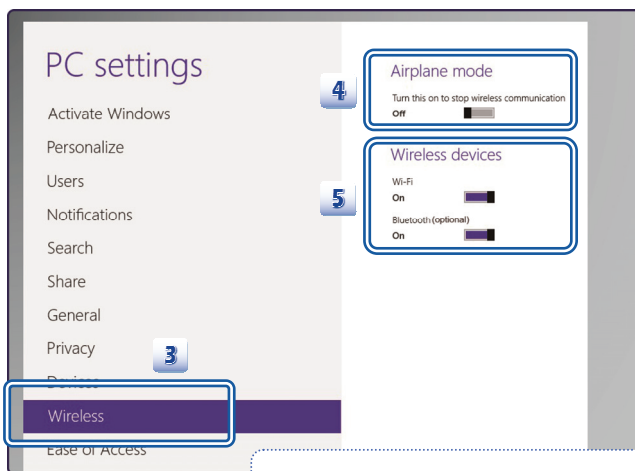 PC settings
Activate Windows
Personalize
Users
Notifications
Search
Share
General
Privacy
3
Devices
Wireless
Ease of Access
4
Airplane mode
Turn this on to stop wireless communication
Off
5
Wireless devices
Wi-Fi
On
Bluetooth (optional)
On